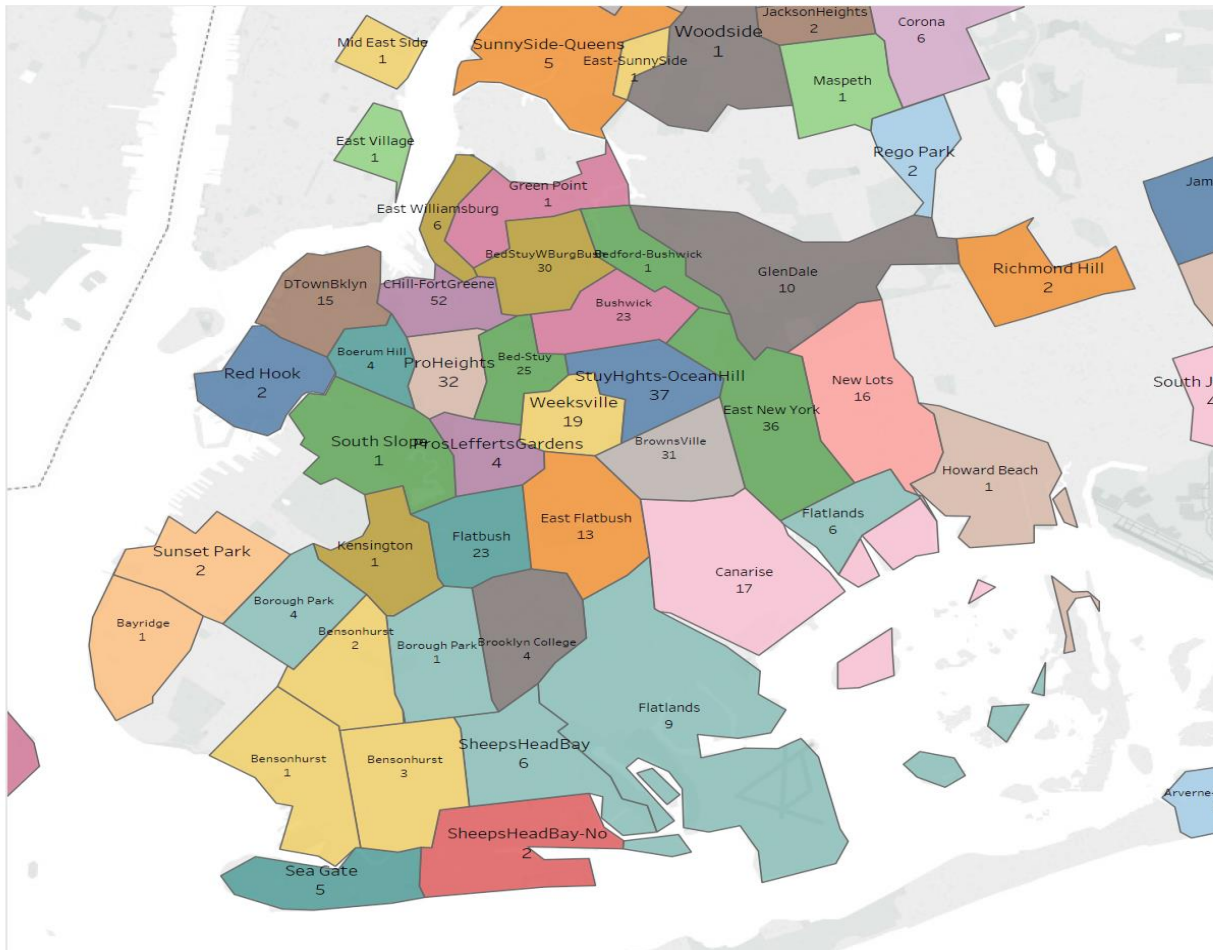 Mid East Side
1
SunnySide-Queens
5
East-SunnySide
1
Woodside
1
JacksonHeights
2
Corona
6
Maspeth
1
East Village
1
Rego Park
2
Jam
Green Point
1
East Williamsburg
6
BedStuyWBurgBush
30
Bedford-Bushwick
1
GlenDale
10
Richmond Hill
2
DTownBklyn
15
CHill-FortGreene
52
Bushwick
23
Boerum Hill
4
ProHeights
32
Bed-Stuy
25
StuyHghts-OceanHill
37
Red Hook
2
New Lots
16
South J
4
Weeksville
19
East New York
36
South Slope
1
ProsLeffertsGardens
4
BrownsVille
31
Howard Beach
1
Flatlands
6
East Flatbush
13
Flatbush
23
Kensington
1
Sunset Park
2
Canarise
17
Borough Park
4
Bayridge
1
Bensonhurst
2
Borough Park
1
Brooklyn College
4
Flatlands
9
SheepsHeadBay
6
Bensonhurst
1
Bensonhurst
3
Arverne-
SheepsHeadBay-No
2
Sea Gate
5